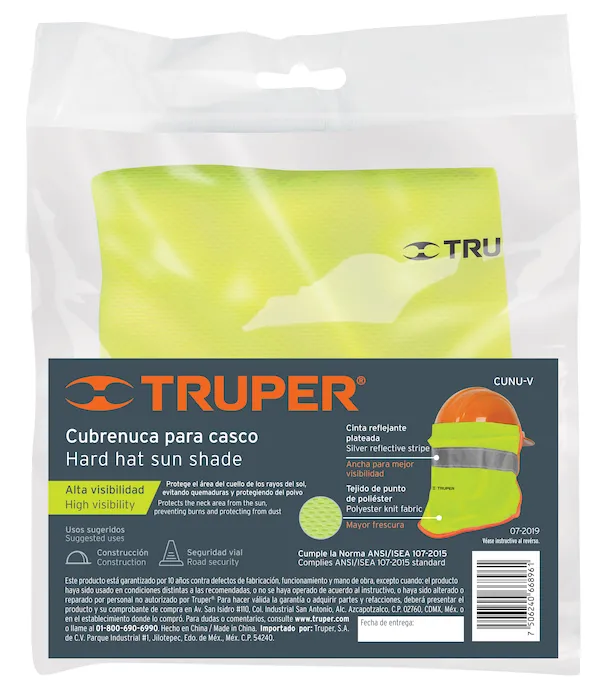 TRU
TRUPER®
CUNU-V
Cubrenuca para casco
Hard hat sun shade
Alta visibilidad
High visibility
Protege el área del cuello de los rayos del sol,
evitando quemaduras y protegiendo del polvo
Protects the neck area from the sun,
preventing burns and protecting from dust
Cinta reflejante
plateada
Silver reflective stripe
Ancha para mejor
visibilidad
Tejido de punto
de poliéster
Polyester knit fabric
Mayor frescura
TRUPER
07-2019
Véase instructivo al reverso.
Usos sugeridos
Suggested uses
Construcción
Construction
Seguridad vial
Road security
Cumple la Norma ANSI/ISEA 107-2015
Complies ANSI/ISEA 107-2015 standard
Este producto está garantizado por 10 años contra defectos de fabricación, funcionamiento y mano de obra, excepto cuando: el producto
haya sido usado en condiciones distintas a las recomendadas, o no se haya operado de acuerdo al instructivo, o haya sido alterado o
reparado por personal no autorizado por Truper® Para hacer válida la garantía o adquirir partes y refacciones, deberá presentar el
producto y su comprobante de compra en Av. San Isidro #110, Col. Industrial San Antonio, Alc. Azcapotzalco, C.P. 02760, CDMX, Méx. o
en el establecimiento donde lo compró. Para dudas o comentarios, consulte www.truper.com
o llame al 01-800-690-6990. Hecho en China / Made in China. Importado por: Truper, S.A.
de C.V. Parque Industrial #1, Jilotepec, Edo. de Méx., Méx. C.P. 54240.
Fecha de entrega:
7 506240 668961